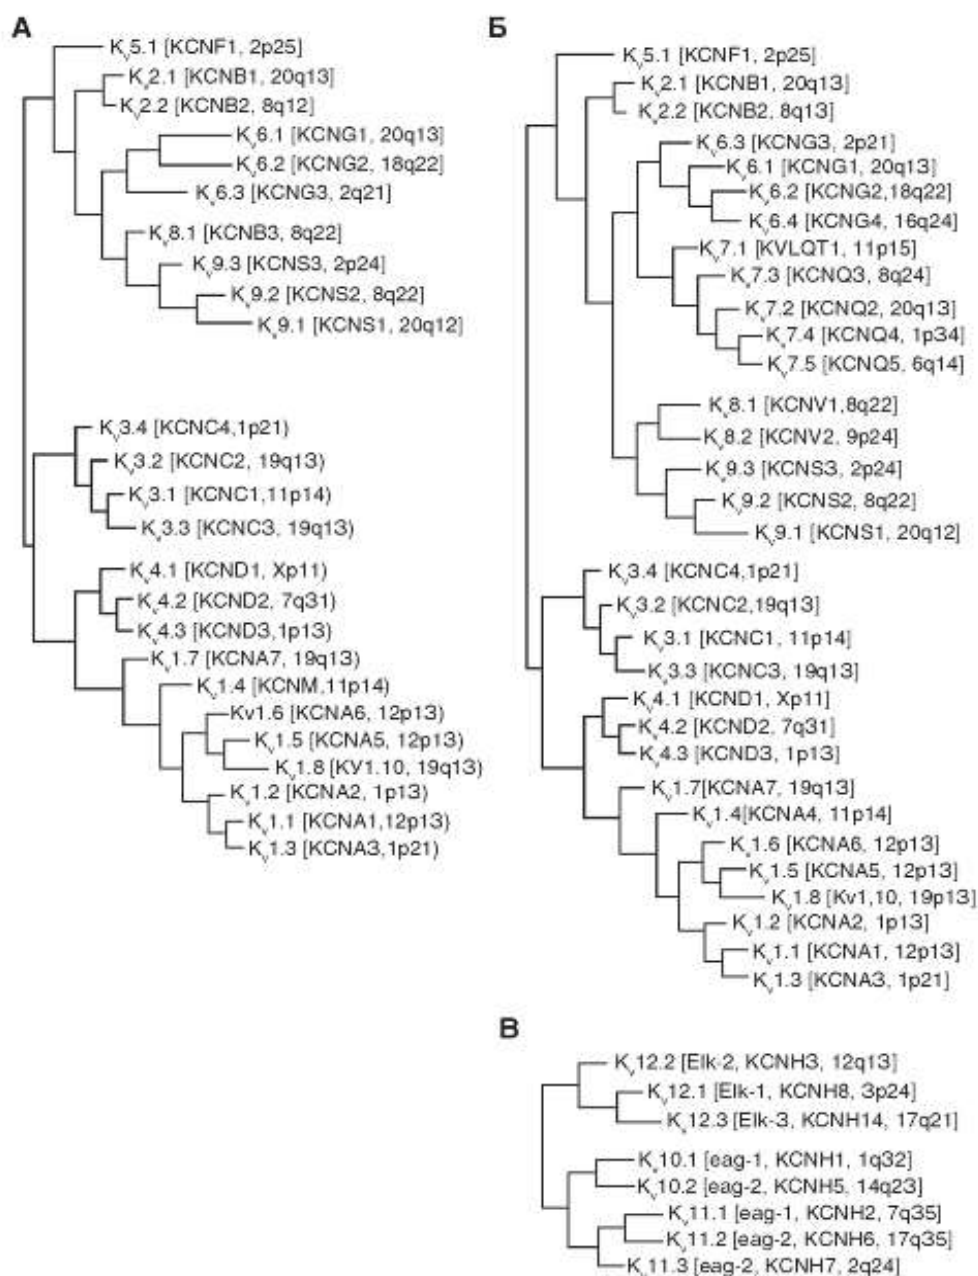 А
Kv5.1 [KCNF1, 2p25)
Kv2.1 [KCNB1, 20q13)
Kv2.2 [KCNB2, 8q12)
Kv6.1 [KCNG1, 20q13)
Kv6.2 [KCNG2, 18q22)
Kv6.3 [KCNG3, 2q21)
Kv8.1 [KCNB3, 8q22)
Kv9.3 [KCNS3, 2p24)
Kv9.2 [KCNS2, 8q22)
Kv9.1 [KCNS1, 20q12)
Kv3.4 [KCNC4,1p21)
Kv3.2 [KCNC2, 19q13)
Kv3.1 [KCNC1,11p14)
Kv3.3 [KCNC3, 19q13)
Kv4.1 [KCND1, Xp11)
Kv4.2 [KCND2, 7q31)
Kv4.3 [KCND3,1p13)
Kv1.7 [KCNA7, 19q13)
Kv1.4 [KCNM,11p14)
Kv1.6 [KCNA6, 12p13)
Kv1.5 [KCNA5, 12p13)
Kv1.8 [КУ1.10, 19q13)
Kv1.2 [KCNA2, 1p13)
Kv1.1 [KCNA1,12p13)
Kv1.3 [KCNA3,1p21)
Б
Kv5.1 [KCNF1, 2p25]
Kv2.1 [KCNB1, 20q13]
Kv2.2 [KCNB2, 8q13]
Kv6.3 [KCNG3, 2p21]
Kv6.1 [KCNG1, 20q13]
Kv6.2 [KCNG2,18q22]
Kv6.4 [KCNG4, 16q24]
Kv7.1 [KVLQT1, 11p15]
Kv7.3 [KCNQ3, 8q24]
Kv7.2 [KCNQ2, 20q13]
Kv7.4 [KCNQ4, 1p34]
Kv7.5 [KCNQ5, 6q14]
Kv8.1 [KCNV1,8q22]
Kv8.2 [KCNV2, 9p24]
Kv9.3 [KCNS3, 2p24]
Kv9.2 [KCNS2, 8q22]
Kv9.1 [KCNS1, 20q12]
Kv3.4 [KCNC4,1p21]
Kv3.2 [KCNC2,19q13]
Kv3.1 [KCNC1, 11p14]
Kv3.3 [KCNC3, 19q13]
Kv4.1 [KCND1, Xp11]
Kv4.2 [KCND2, 7q31]
Kv4.3 [KCND3, 1p13]
Kv1.7[KCNA7, 19q13]
Kv1.4[KCNA4, 11p14]
Kv1.6 [KCNA6, 12p13]
Kv1.5 [KCNA5, 12p13]
Kv1.8 [Kv1,10, 19p13]
Kv1.2 [KCNA2, 1p13]
Kv1.1 [KCNA1, 12p13]
Kv1.3 [KCNA3, 1p21]
В
Kv12.2 [Elk-2, KCNH3, 12q13]
Kv12.1 [Elk-1, KCNH8, 3p24]
Kv12.3 [Elk-3, KCNH14, 17q21]
Kv10.1 [eag-1, KCNH1, 1q32]
Kv10.2 [eag-2, KCNH5, 14q23]
Kv11.1 [eag-1, KCNH2, 7q35]
Kv11.2 [eag-2, KCNH6, 17q35]
Kv11.3 [eag-2, KCNH7, 2q24]